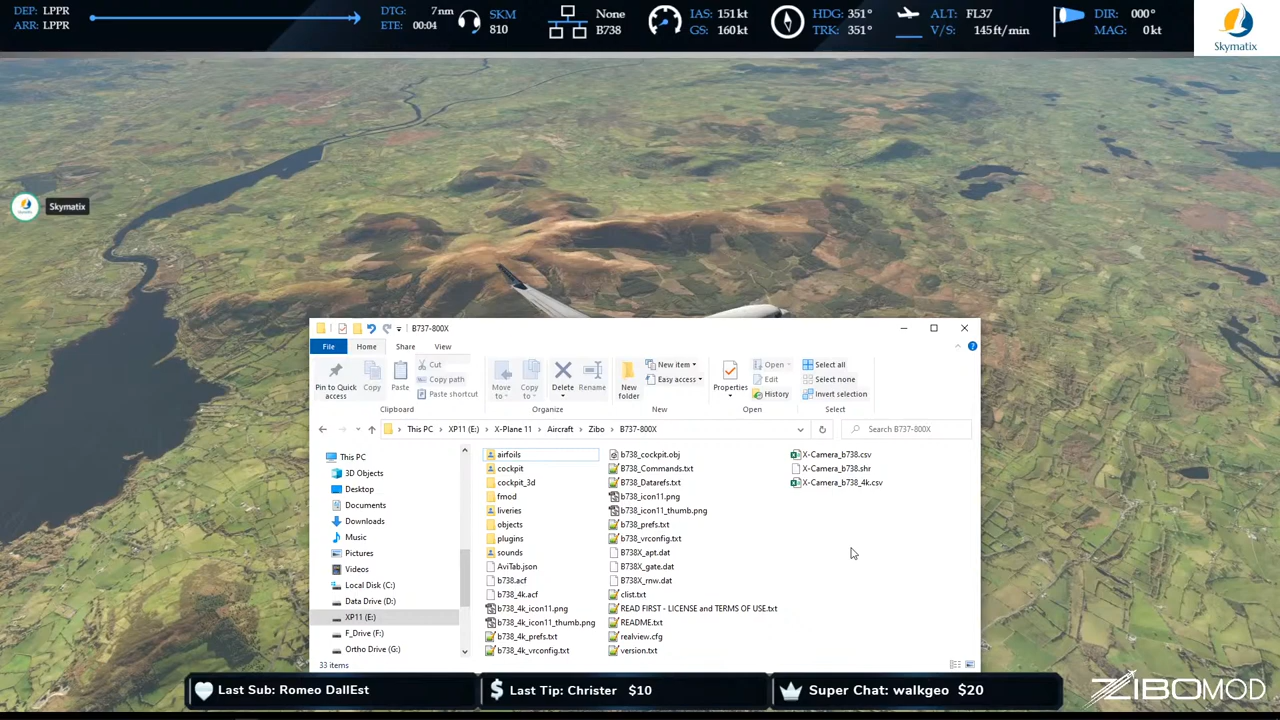 DEP: LPPR
ARR: LPPR
DTG: 7 nm
ETE: 00:04
SKM
810
None
B738
IAS: 151 kt
GS: 160 kt
HDG: 351°
TRK: 351°
ALT: FL37
V/S: 145 ft/min
DIR: 000°
MAG: 0 kt
Skymatix
Skymatix
B737-800X
File Home Share View
Pin to Quick access
Copy
Paste
Cut
Copy path
Paste shortcut
Clipboard
Move to
Copy to
Delete
Rename
Organize
New folder
New item
Easy access
New
Properties
Open
Edit
History
Open
Select all
Select none
Invert selection
Select
This PC › XP11 (E:) › X-Plane 11 › Aircraft › Zibo › B737-800X
Search B737-800X
This PC
3D Objects
Desktop
Documents
Downloads
Music
Pictures
Videos
Local Disk (C:)
Data Drive (D:)
XP11 (E:)
F_Drive (F:)
Ortho Drive (G:)
airfoils
cockpit
cockpit_3d
fmod
liveries
objects
plugins
sounds
AviTab.json
b738.acf
b738_4k.acf
b738_4k_icon11.png
b738_4k_icon11_thumb.png
b738_4k_prefs.txt
b738_4k_vrconfig.txt
b738_cockpit.obj
B738_Commands.txt
B738_Datarefs.txt
b738_icon11.png
b738_icon11_thumb.png
b738_prefs.txt
b738_vrconfig.txt
B738X_apt.dat
B738X_gate.dat
B738X_rnw.dat
clist.txt
READ FIRST - LICENSE and TERMS OF USE.txt
README.txt
realview.cfg
version.txt
X-Camera_b738.csv
X-Camera_b738.shr
X-Camera_b738_4k.csv
33 items
Last Sub: Romeo DallEst
Last Tip: Christer $10
Super Chat: walkgeo $20
ZIBOMOD